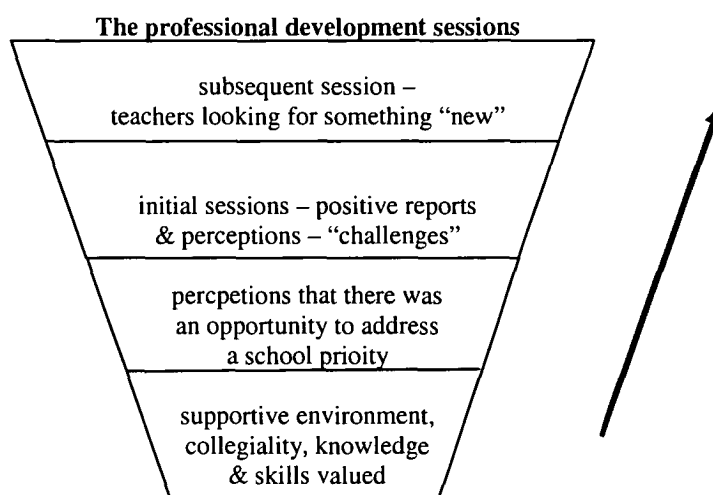 The professional development sessions
subsequent session –
teachers looking for something “new”
initial sessions – positive reports
& perceptions – “challenges”
percpetions that there was
an opportunity to address
a school prioity
supportive environment,
collegiality, knowledge
& skills valued